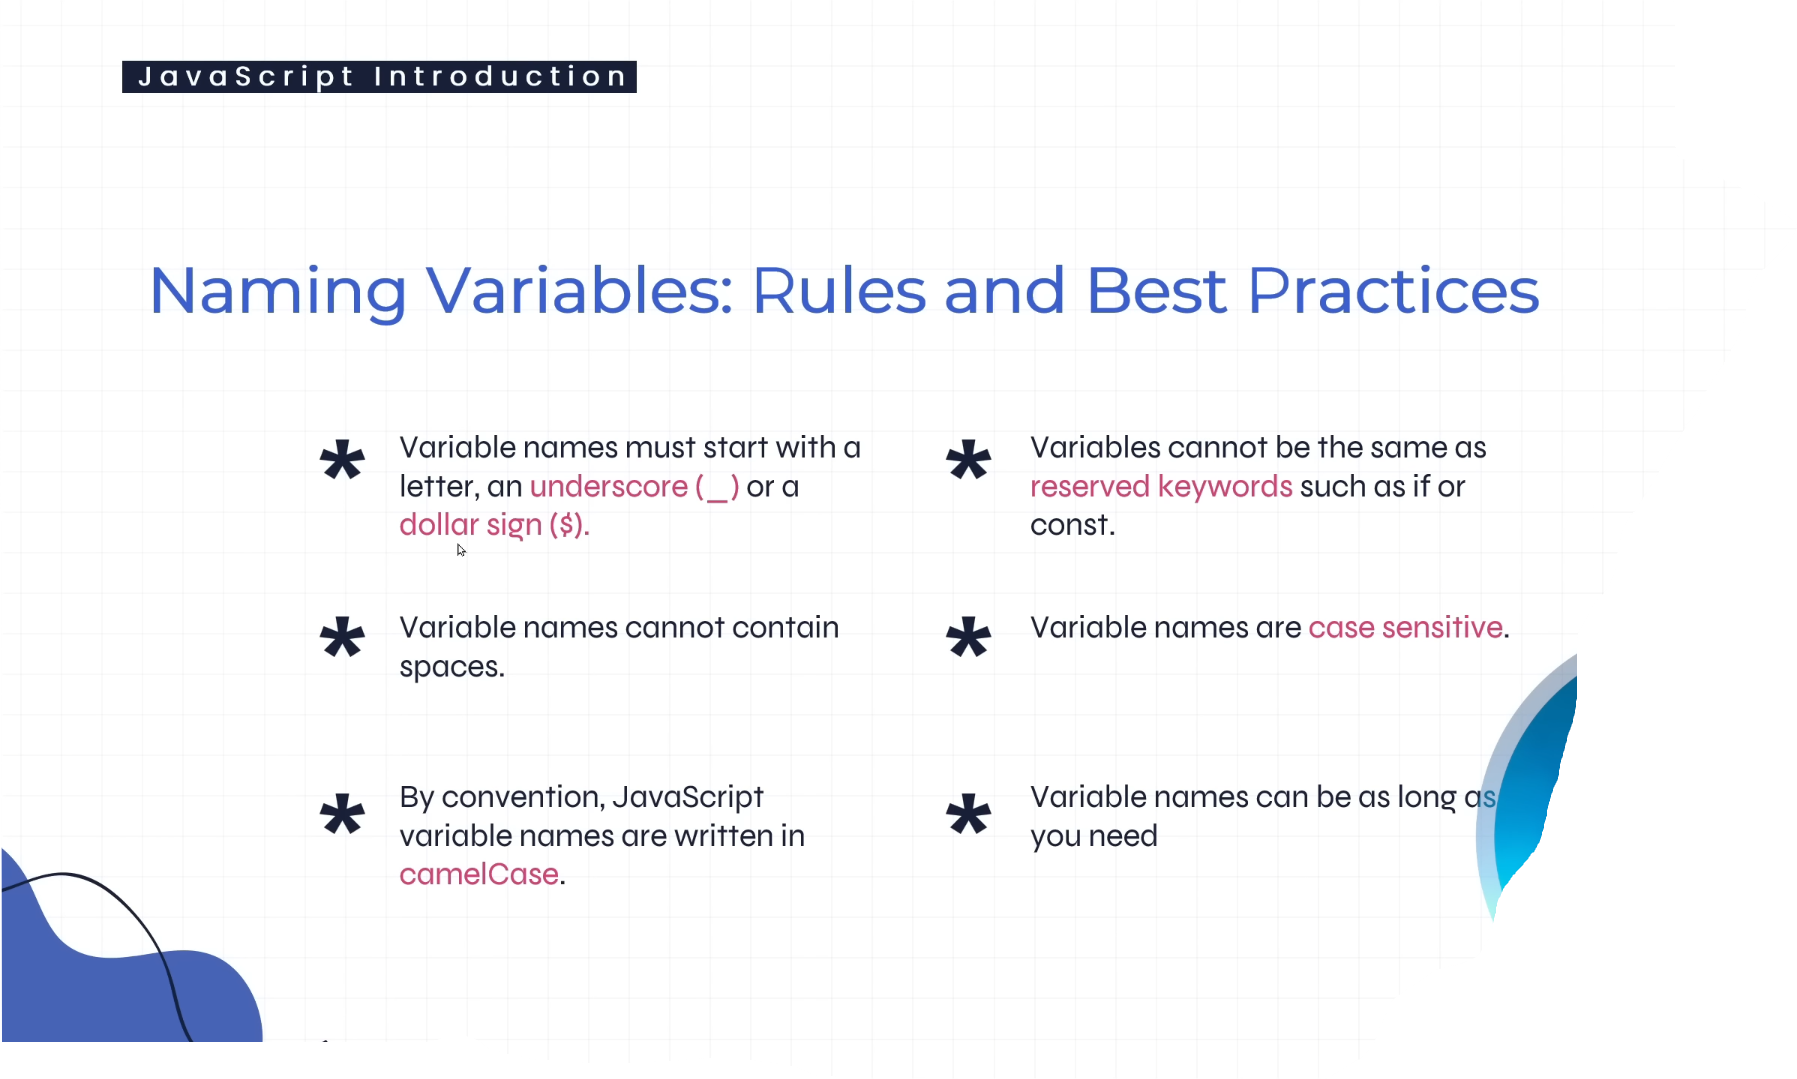 JavaScript Introduction
Naming Variables: Rules and Best Practices
* Variable names must start with a
letter, an underscore (_) or a
dollar sign ($).
* Variable names cannot contain
spaces.
* By convention, JavaScript
variable names are written in
camelCase.
* Variables cannot be the same as
reserved keywords such as if or
const.
* Variable names are case sensitive.
* Variable names can be as long as
you need